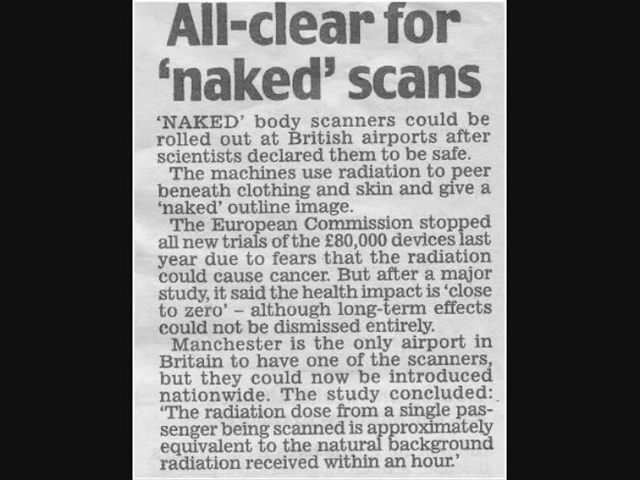 All-clear for
‘naked’ scans
‘NAKED’ body scanners could be
rolled out at British airports after
scientists declared them to be safe.
The machines use radiation to peer
beneath clothing and skin and give a
‘naked’ outline image.
The European Commission stopped
all new trials of the £80,000 devices last
year due to fears that the radiation
could cause cancer. But after a major
study, it said the health impact is ‘close
to zero’ – although long-term effects
could not be dismissed entirely.
Manchester is the only airport in
Britain to have one of the scanners,
but they could now be introduced
nationwide. The study concluded:
‘The radiation dose from a single pas-
senger being scanned is approximately
equivalent to the natural background
radiation received within an hour.’